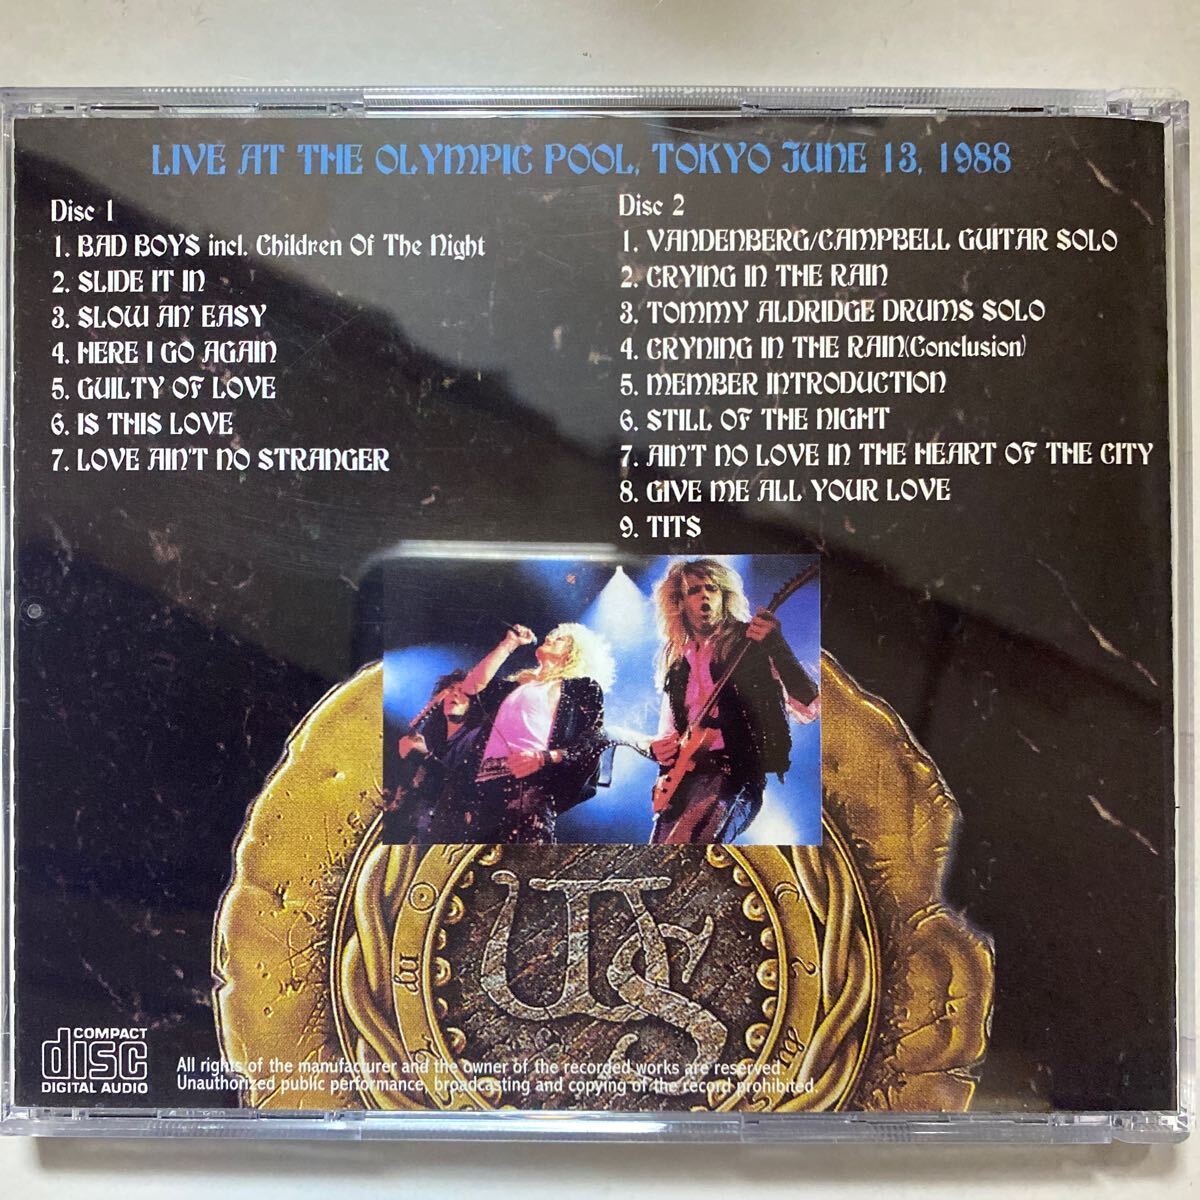 LIVE AT THE OLYMPIC POOL, TOKYO JUNE 13, 1988
Disc 1
1. BAD BOYS incl. Children Of The Night
2. SLIDE IT IN
3. SLOW AN' EASY
4. HERE I GO AGAIN
5. GUILTY OF LOVE
6. IS THIS LOVE
7. LOVE AIN'T NO STRANGER
Disc 2
1. VANDENBERG/CAMPBELL GUITAR SOLO
2. CRYING IN THE RAIN
3. TOMMY ALDRIDGE DRUMS SOLO
4. CRYNING IN THE RAIN(Conclusion)
5. MEMBER INTRODUCTION
6. STILL OF THE NIGHT
7. AIN'T NO LOVE IN THE HEART OF THE CITY
8. GIVE ME ALL YOUR LOVE
9. TITS
WS
COMPACT
disc
DIGITAL AUDIO
All rights of the manufacturer and the owner of the recorded works are reserved.
Unauthorized public performance, broadcasting and copying of the record prohibited.